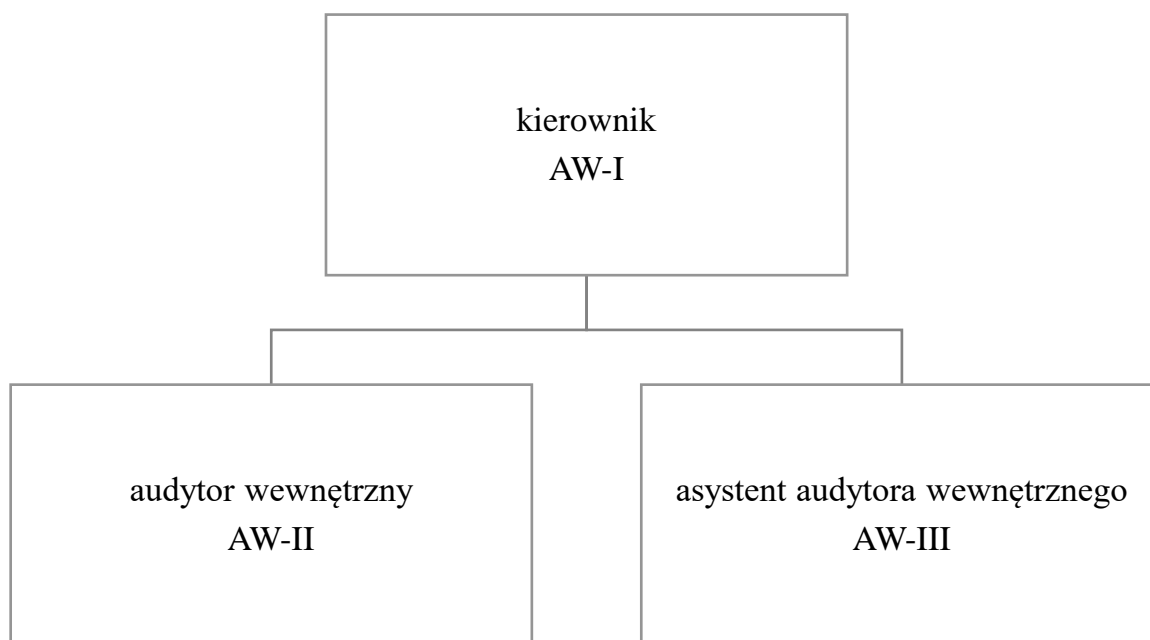 kierownik
AW-I
audytor wewnętrzny
AW-II
asystent audytora wewnętrznego
AW-III